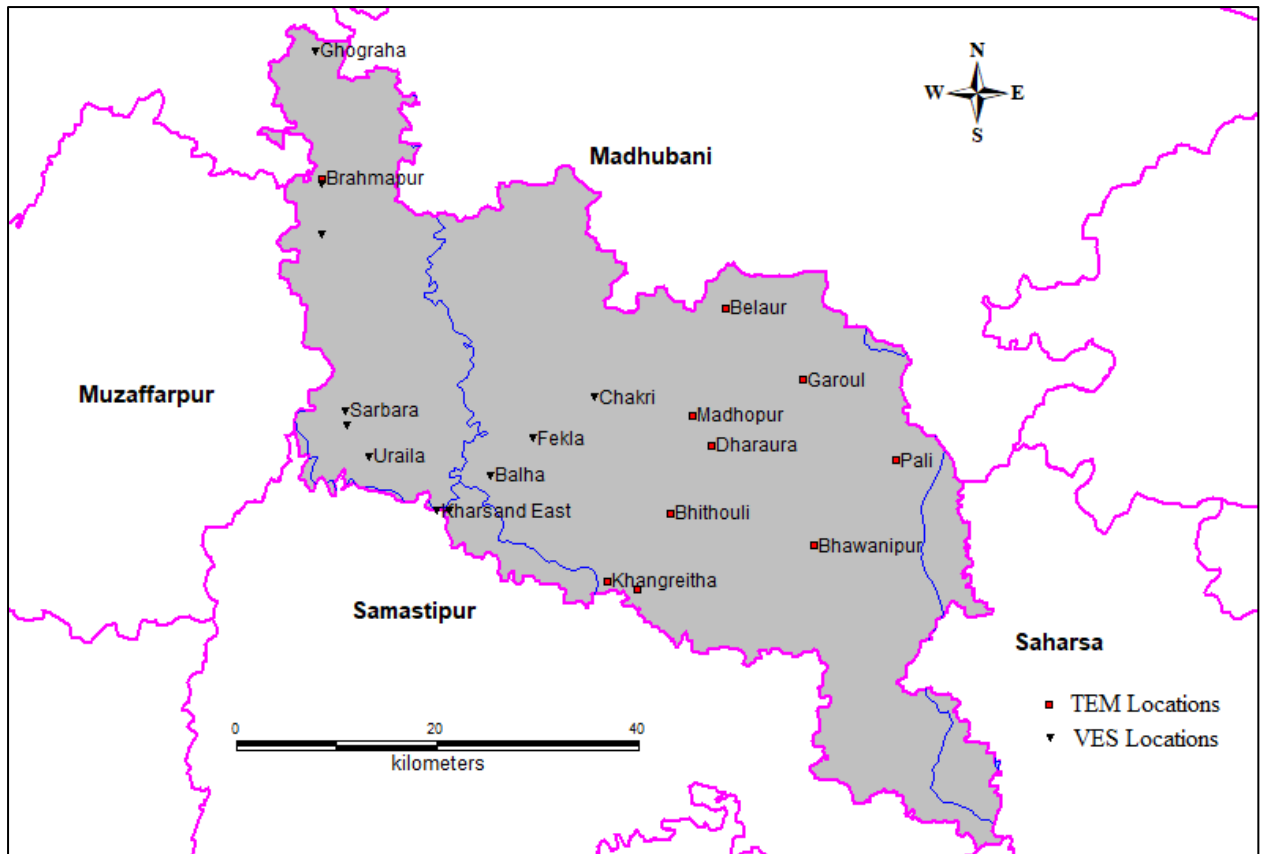 Ghograha
N
W E
S
Madhubani
Brahmapur
Belaur
Garoul
Muzaffarpur
Chakri
Sarbara
Madhopur
Fekla
Dharaura
Uraila
Pali
Balha
Kharsand East
Bhithouli
Bhawanipur
Khangreitha
Samastipur
Saharsa
TEM Locations
0 20 40
VES Locations
kilometers